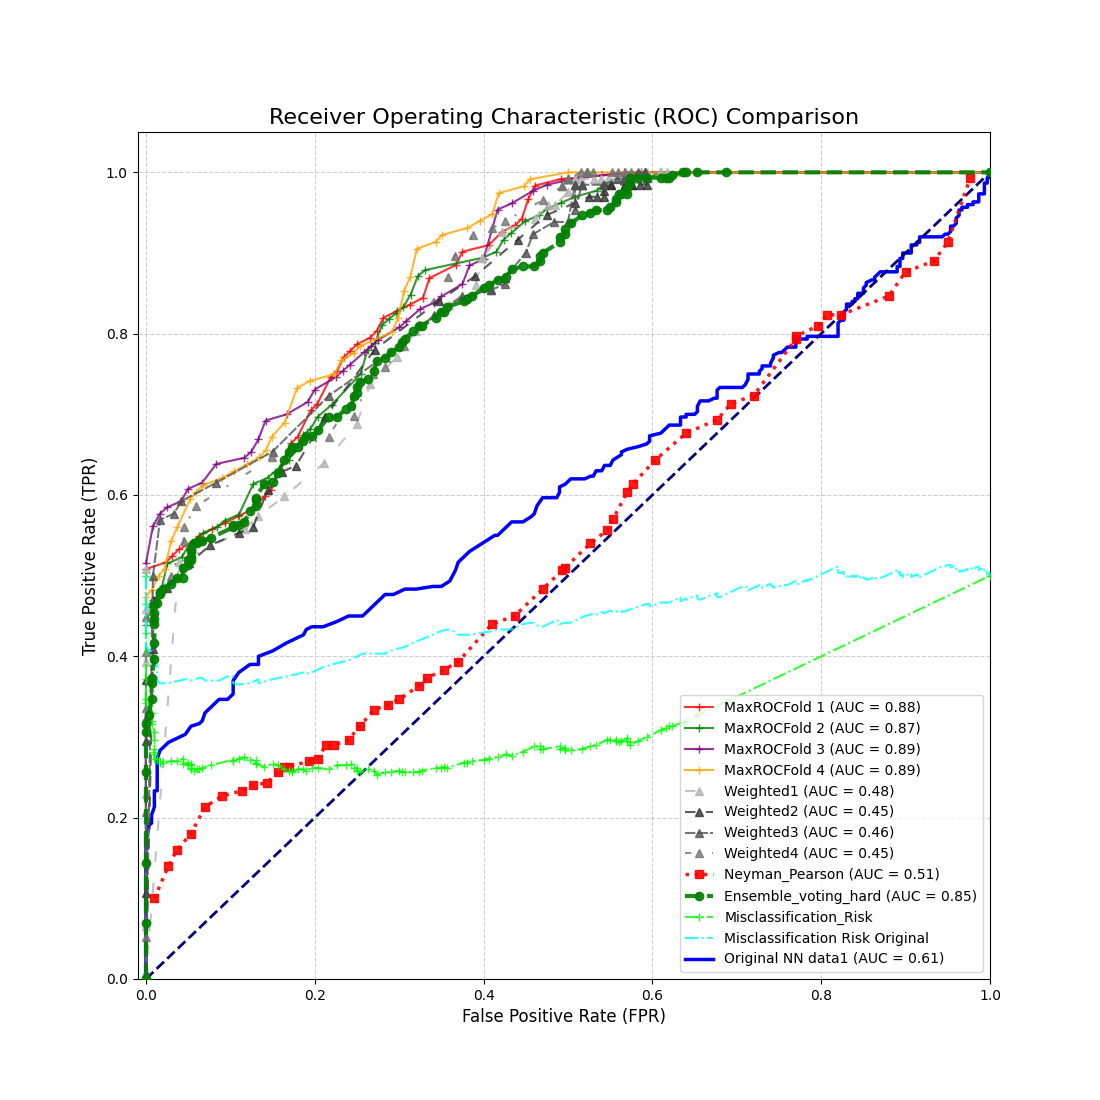 Receiver Operating Characteristic (ROC) Comparison
True Positive Rate (TPR)
1.0
0.8
0.6
0.4
0.2
0.0
MaxROCFold 1 (AUC = 0.88)
MaxROCFold 2 (AUC = 0.87)
MaxROCFold 3 (AUC = 0.89)
MaxROCFold 4 (AUC = 0.89)
Weighted1 (AUC = 0.48)
Weighted2 (AUC = 0.45)
Weighted3 (AUC = 0.46)
Weighted4 (AUC = 0.45)
Neyman_Pearson (AUC = 0.51)
Ensemble_voting_hard (AUC = 0.85)
Misclassification_Risk
Misclassification Risk Original
Original NN data1 (AUC = 0.61)
0.0 0.2 0.4 0.6 0.8 1.0
False Positive Rate (FPR)